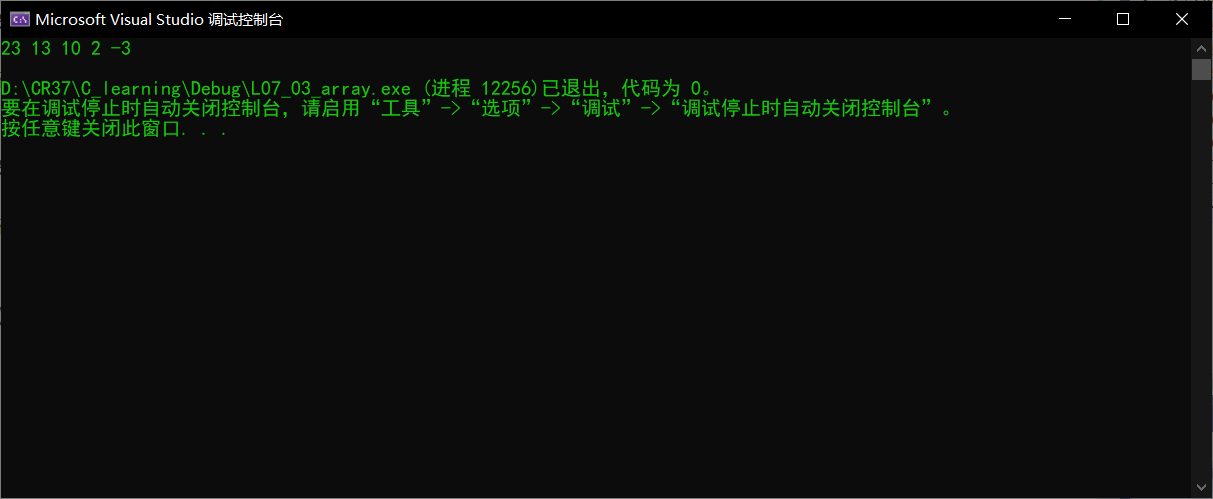 Microsoft Visual Studio 调试控制台
23 13 10 2 -3
D:\CR37\C_learning\Debug\L07_03_array.exe (进程 12256)已退出，代码为 0。
要在调试停止时自动关闭控制台，请启用“工具”->“选项”->“调试”->“调试停止时自动关闭控制台”。
按任意键关闭此窗口. . .